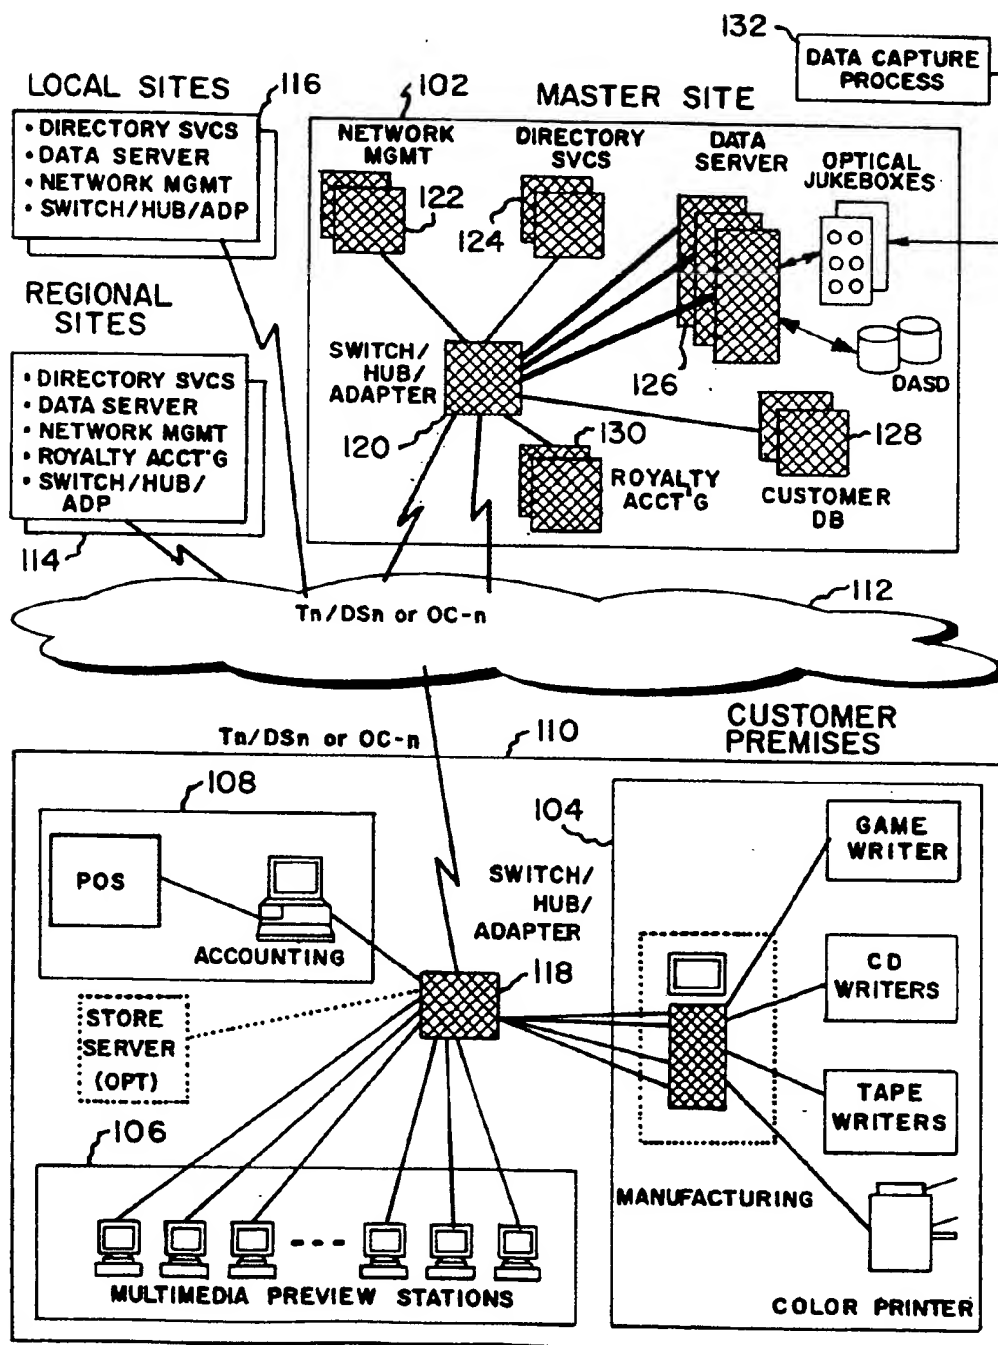 132
DATA CAPTURE
PROCESS
LOCAL SITES
116
• DIRECTORY SVCS
• DATA SERVER
• NETWORK MGMT
• SWITCH/HUB/ADP
102
MASTER SITE
NETWORK
MGMT
DIRECTORY
SVCS
DATA
SERVER
OPTICAL
JUKEBOXES
122
124
REGIONAL
SITES
• DIRECTORY SVCS
• DATA SERVER
• NETWORK MGMT
• ROYALTY ACCT'G
• SWITCH/HUB/
ADP
114
SWITCH/
HUB/
ADAPTER
120
126
DASD
130
ROYALTY
ACCT'G
128
CUSTOMER
DB
112
Tn/DSn or OC-n
Tn/DSn or OC-n
110
CUSTOMER
PREMISES
108
POS
ACCOUNTING
104
SWITCH/
HUB/
ADAPTER
118
GAME
WRITER
CD
WRITERS
TAPE
WRITERS
STORE
SERVER
(OPT)
106
MANUFACTURING
MULTIMEDIA PREVIEW STATIONS
COLOR PRINTER